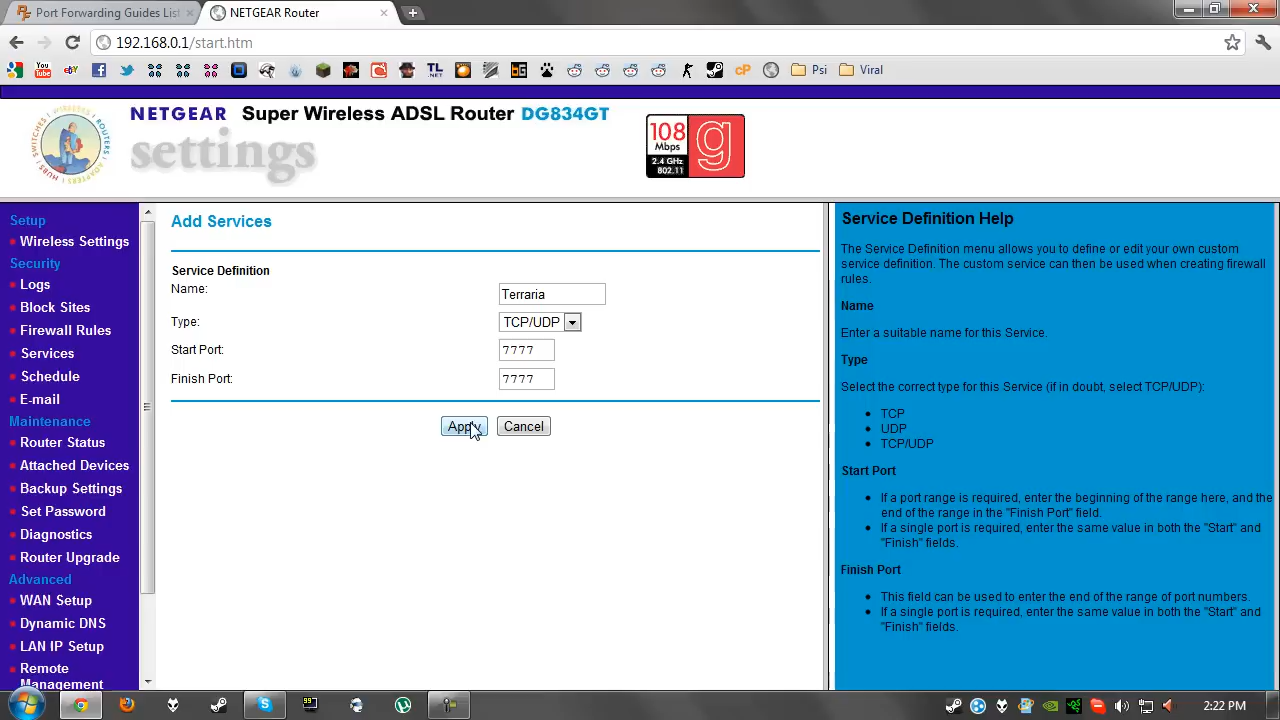 Port Forwarding Guides List
NETGEAR Router
192.168.0.1/start.htm
Psi
Viral
NETGEAR Super Wireless ADSL Router DG834GT
settings
108
Mbps
2.4 GHz
802.11
g
Setup
Wireless Settings
Security
Logs
Block Sites
Firewall Rules
Services
Schedule
E-mail
Maintenance
Router Status
Attached Devices
Backup Settings
Set Password
Diagnostics
Router Upgrade
Advanced
WAN Setup
Dynamic DNS
LAN IP Setup
Remote
Management
Add Services
Service Definition
Name:
Terraria
Type:
TCP/UDP
Start Port:
7777
Finish Port:
7777
Apply
Cancel
Service Definition Help
The Service Definition menu allows you to define or edit your own custom
service definition. The custom service can then be used when creating firewall
rules.
Name
Enter a suitable name for this Service.
Type
Select the correct type for this Service (if in doubt, select TCP/UDP):
TCP
UDP
TCP/UDP
Start Port
If a port range is required, enter the beginning of the range here, and the
end of the range in the "Finish Port" field.
If a single port is required, enter the same value in both the "Start" and
"Finish" fields.
Finish Port
This field can be used to enter the end of the range of port numbers.
If a single port is required, enter the same value in both the "Start" and
"Finish" fields.
2:22 PM